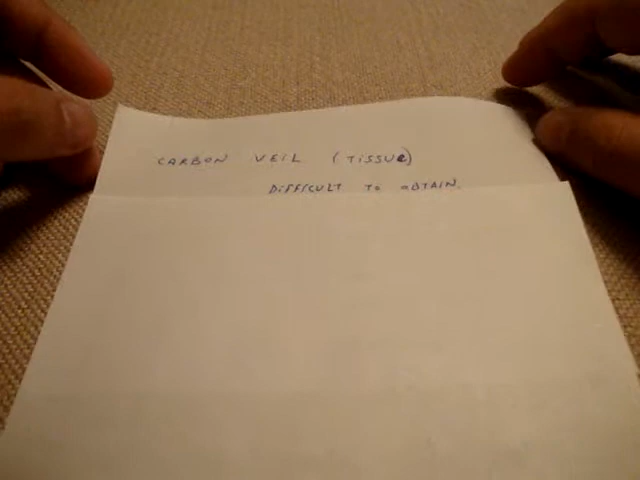 CARBON VEIL (TISSUE)
DIFFICULT TO OBTAIN.